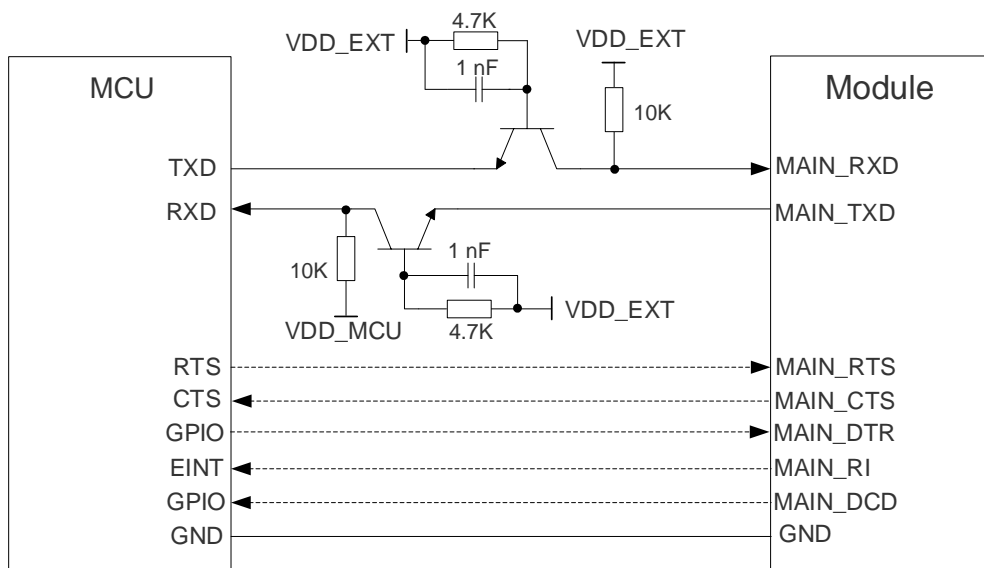 4.7K
VDD_EXT
VDD_EXT
1 nF
MCU
Module
10K
TXD
MAIN_RXD
RXD
MAIN_TXD
1 nF
10K
VDD_EXT
VDD_MCU
4.7K
RTS
MAIN_RTS
CTS
MAIN_CTS
GPIO
MAIN_DTR
EINT
MAIN_RI
GPIO
MAIN_DCD
GND
GND